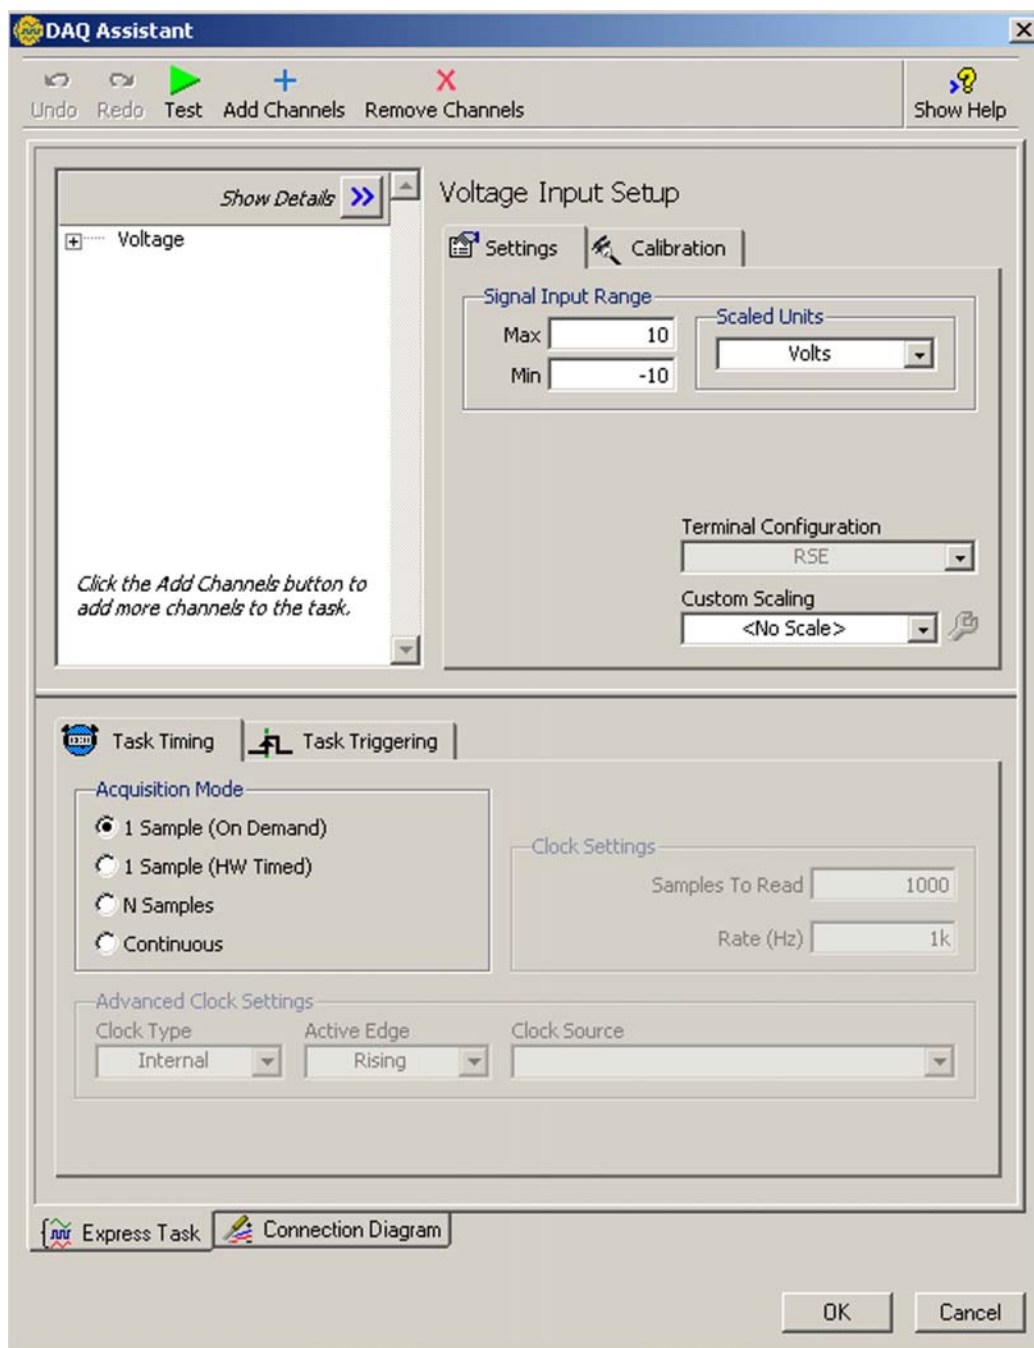 DAQ Assistant
Undo Redo Test Add Channels Remove Channels Show Help
Show Details
Voltage
Click the Add Channels button to
add more channels to the task.
Voltage Input Setup
Settings Calibration
Signal Input Range
Max 10
Min -10
Scaled Units
Volts
Terminal Configuration
RSE
Custom Scaling
<No Scale>
Task Timing Task Triggering
Acquisition Mode
1 Sample (On Demand)
1 Sample (HW Timed)
N Samples
Continuous
Clock Settings
Samples To Read 1000
Rate (Hz) 1k
Advanced Clock Settings
Clock Type Active Edge Clock Source
Internal Rising
Express Task Connection Diagram
OK Cancel